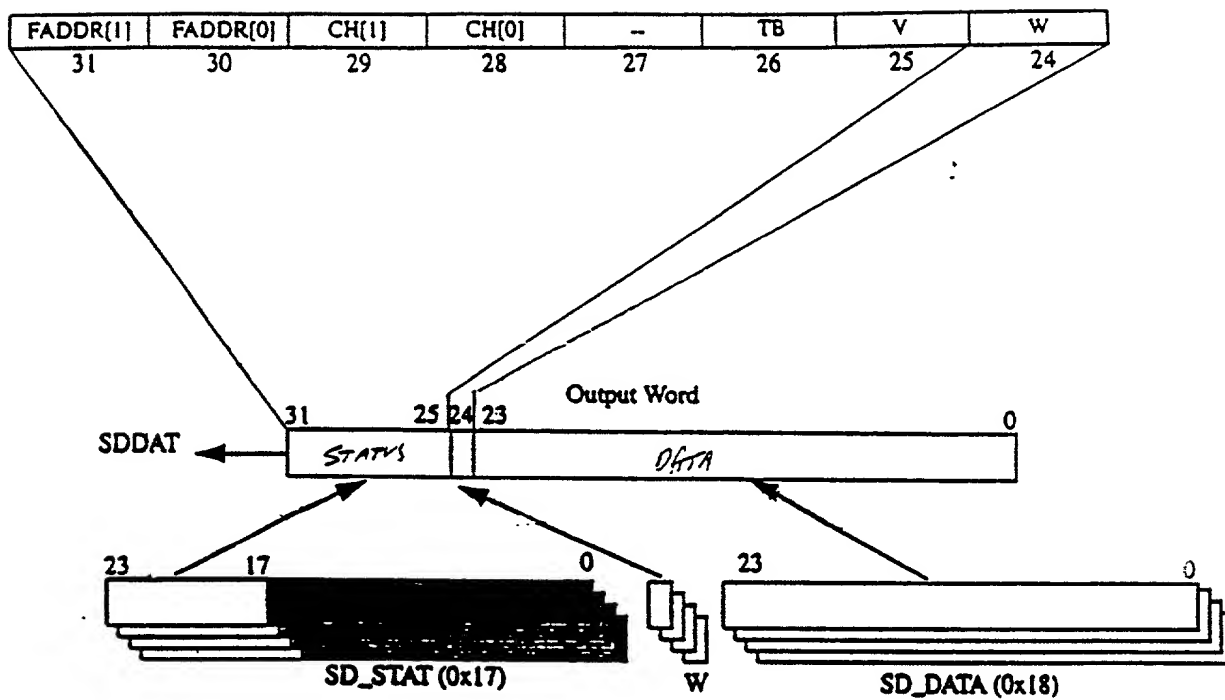 FADDR[1] FADDR[0] CH[1] CH[0] -- TB V W
31 30 29 28 27 26 25 24
Output Word
31 25 24 23 0
SDDAT
STATUS DATA
23 17 0 23 0
SD_STAT (0x17) W SD_DATA (0x18)